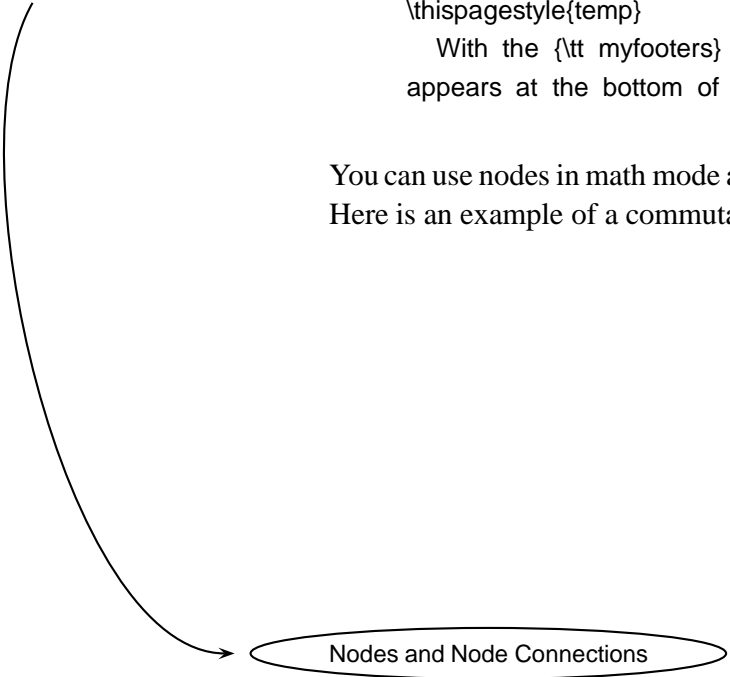 \thispagestyle{temp}
With the {\tt myfooters}
appears at the bottom of
You can use nodes in math mode
Here is an example of a
Nodes and Node Connections